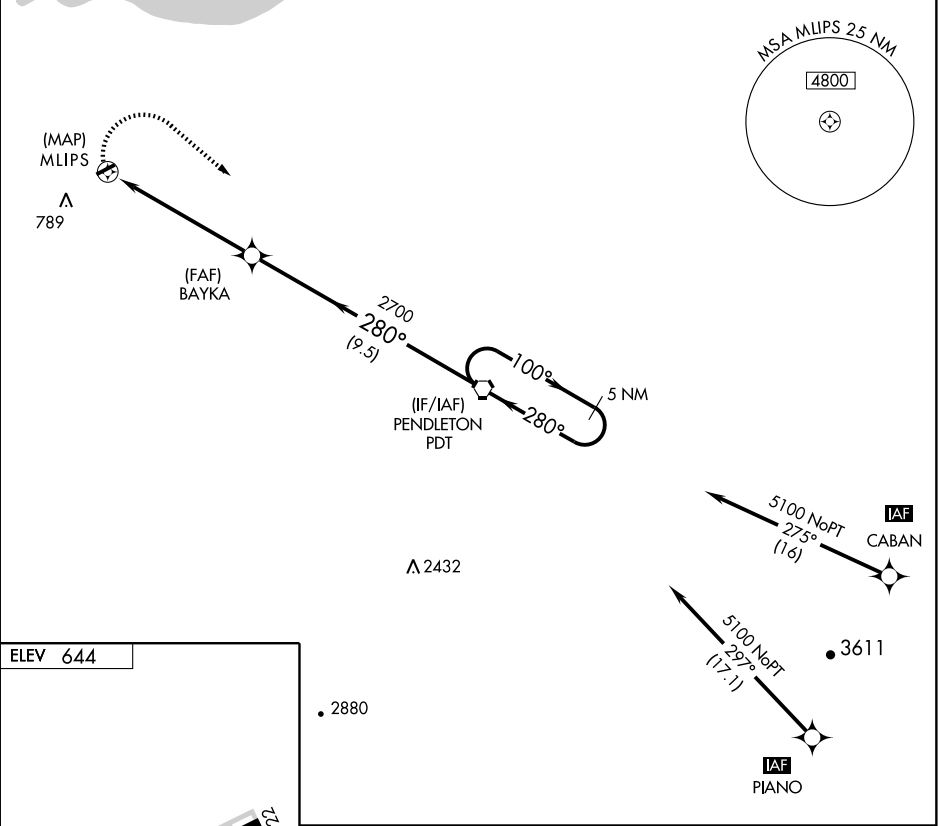 MSA MLIPS 25 NM
4800
(MAP)
MLIPS
789
(FAF)
BAYKA
2700
280°
(9.5)
100°
5 NM
280°
(IF/IAF)
PENDLETON
PDT
5100 NoPT
275°
(16)
IAF
CABAN
2432
5100 NoPT
297°
(17.1)
3611
ELEV 644
2880
IAF
PIANO
22